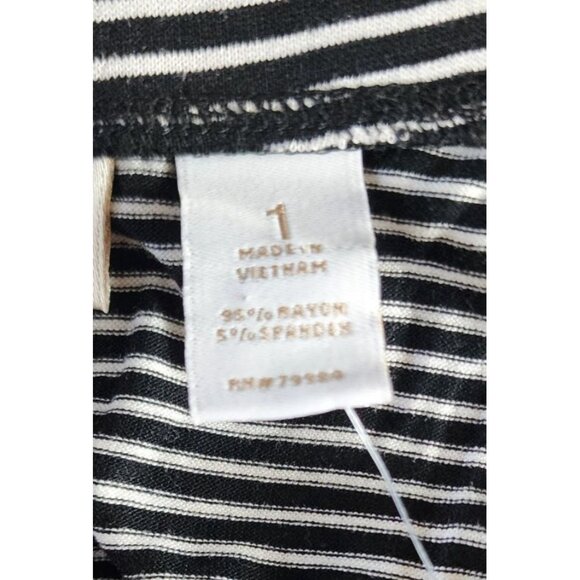 1
MADE IN
VIETNAM
95% RAYON
5% SPANDEX
RN#79984